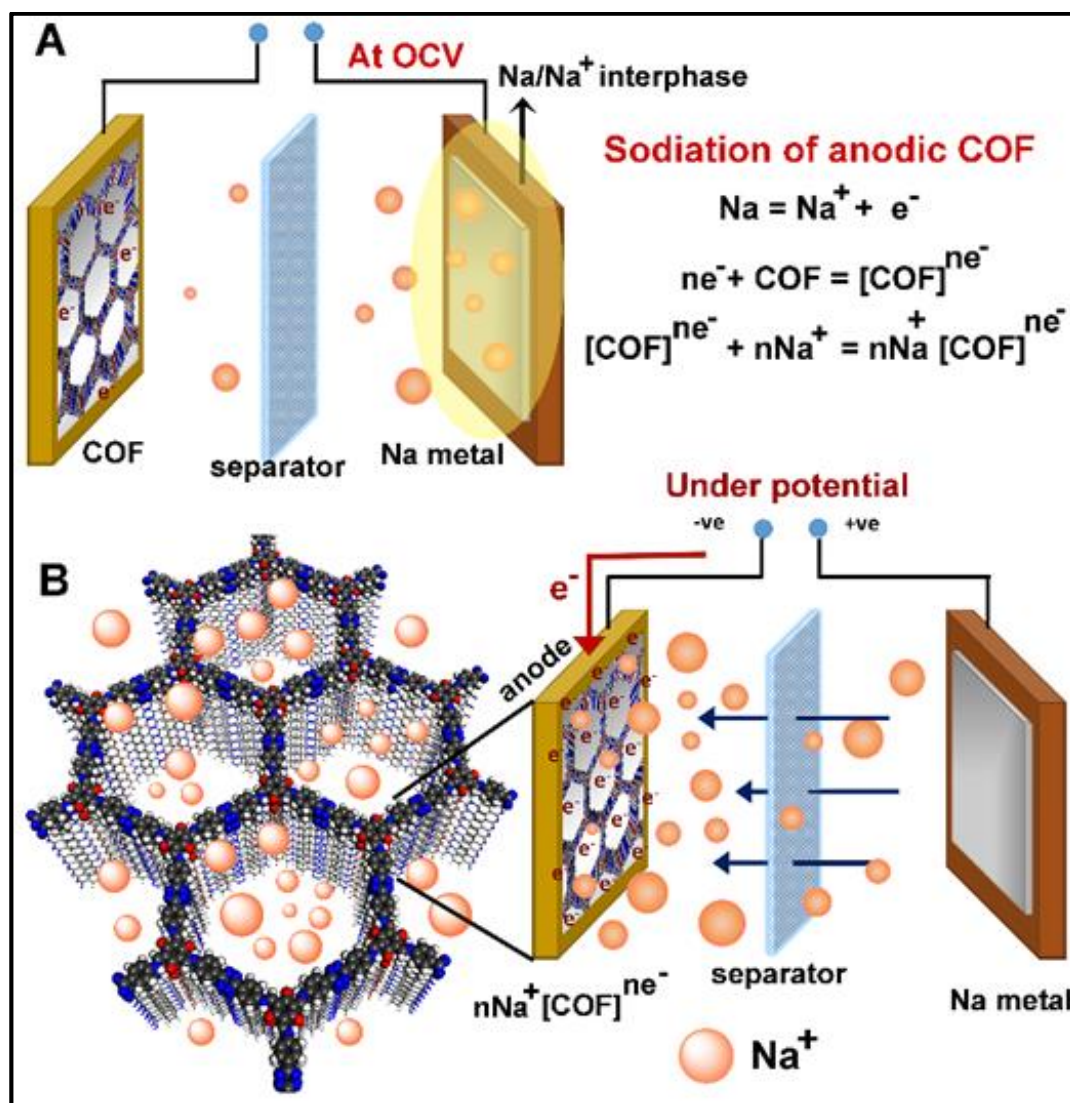 A
At OCV
Na/Na⁺ interphase
Sodiation of anodic COF
Na = Na⁺ + e⁻
ne⁻ + COF = [COF]ⁿᵉ⁻
[COF]ⁿᵉ⁻ + nNa⁺ = nNa⁺ [COF]ⁿᵉ⁻
ne⁻
e⁻
e⁻
e⁻
e⁻
COF
separator
Na metal
Under potential
-ve
+ve
B
e⁻
anode
e
e
e
e⁻
e⁻
e⁻
e⁻
e⁻
e⁻
e⁻
e⁻
e⁻
nNa⁺[COF]ⁿᵉ⁻
separator
Na metal
Na⁺